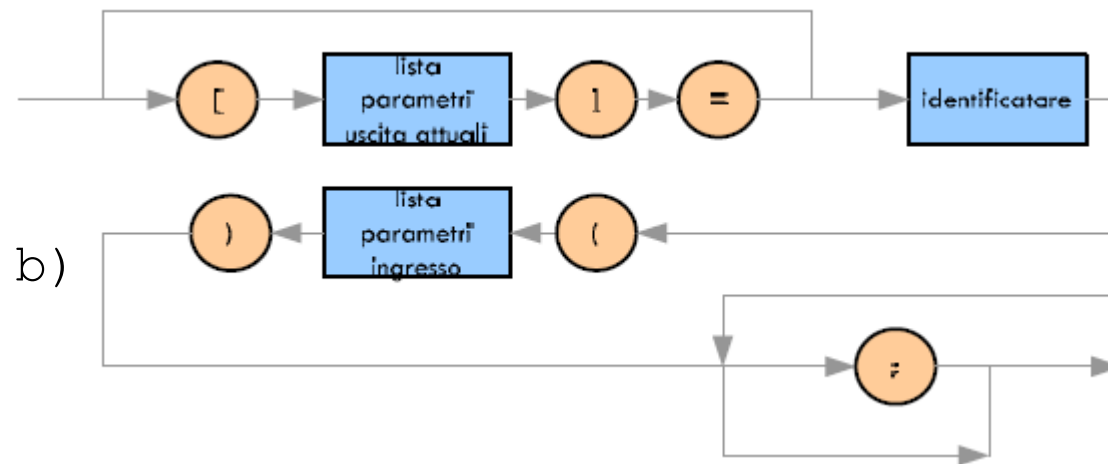 [
lista
parametri
uscita attuali
]
=
identificatare
)
lista
parametri
ingresso
(
b)
;